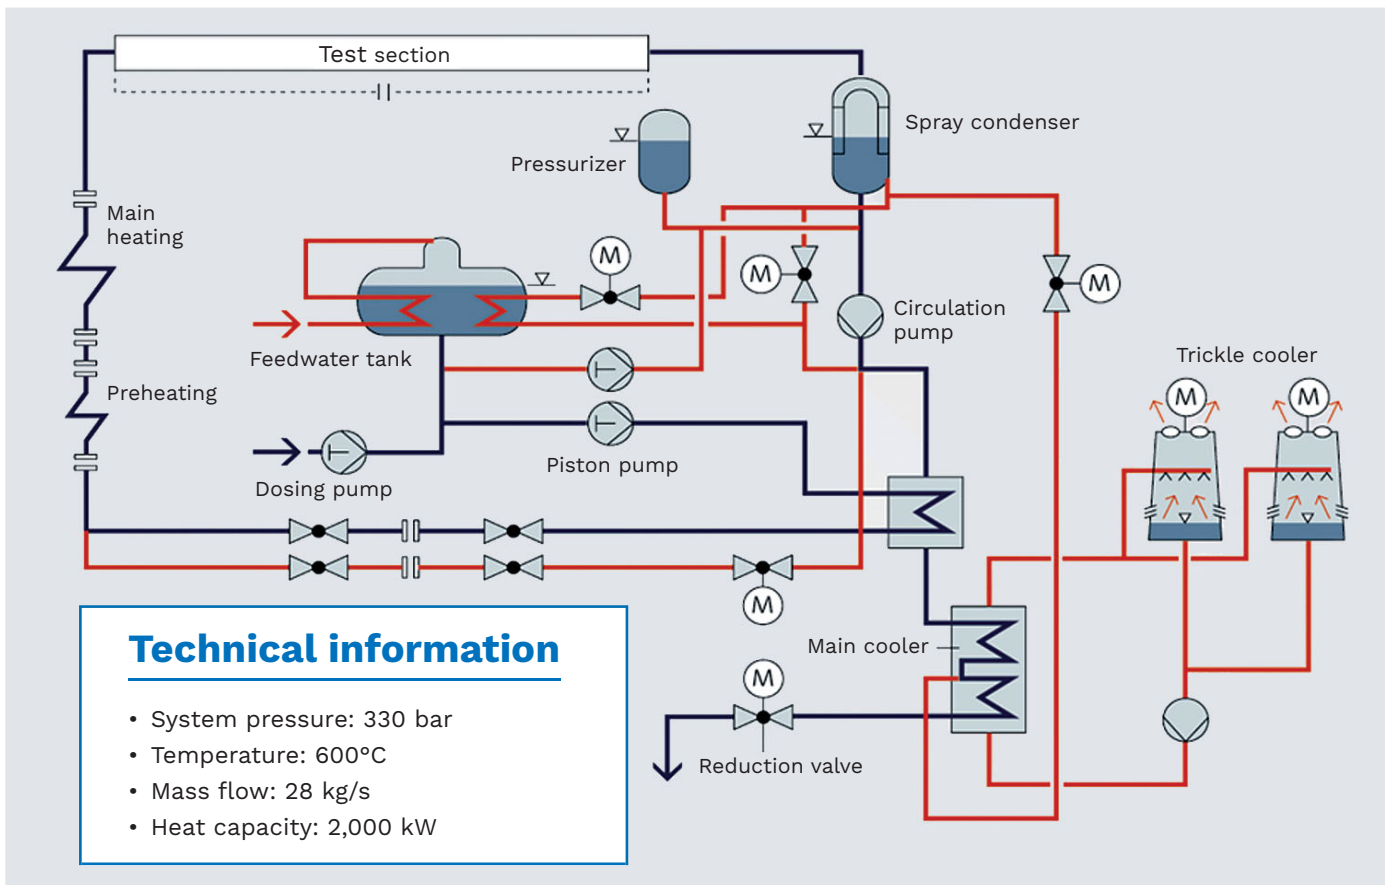 Test section
Spray condenser
Pressurizer
Main
heating
M
M
M
Circulation
pump
Feedwater tank
Trickle cooler
Preheating
M
M
Piston pump
Dosing pump
M
Technical information
Main cooler
M
• System pressure: 330 bar
• Temperature: 600°C
Reduction valve
• Mass flow: 28 kg/s
• Heat capacity: 2,000 kW